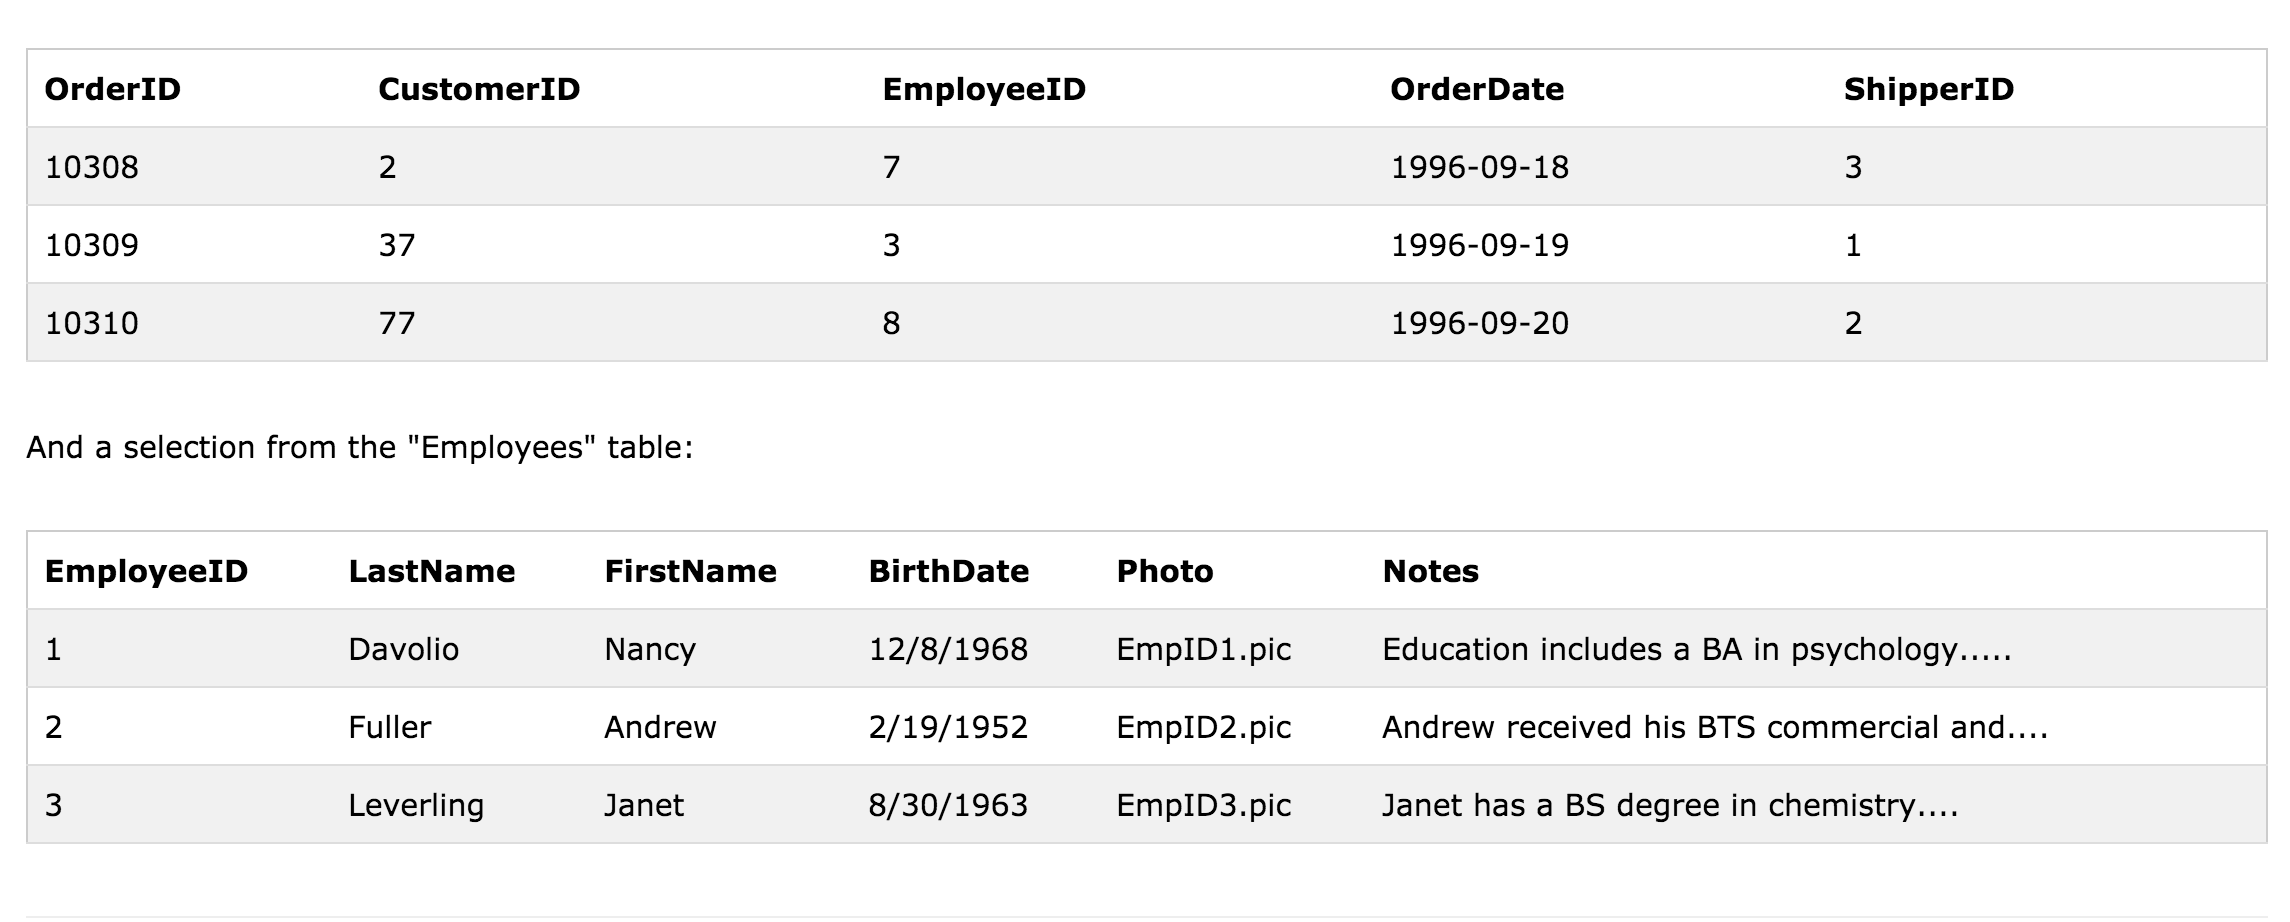 OrderID CustomerID EmployeeID OrderDate ShipperID
10308 2 7 1996-09-18 3
10309 37 3 1996-09-19 1
10310 77 8 1996-09-20 2
And a selection from the "Employees" table:
EmployeeID LastName FirstName BirthDate Photo Notes
1 Davolio Nancy 12/8/1968 EmpID1.pic Education includes a BA in psychology.....
2 Fuller Andrew 2/19/1952 EmpID2.pic Andrew received his BTS commercial and....
3 Leverling Janet 8/30/1963 EmpID3.pic Janet has a BS degree in chemistry....